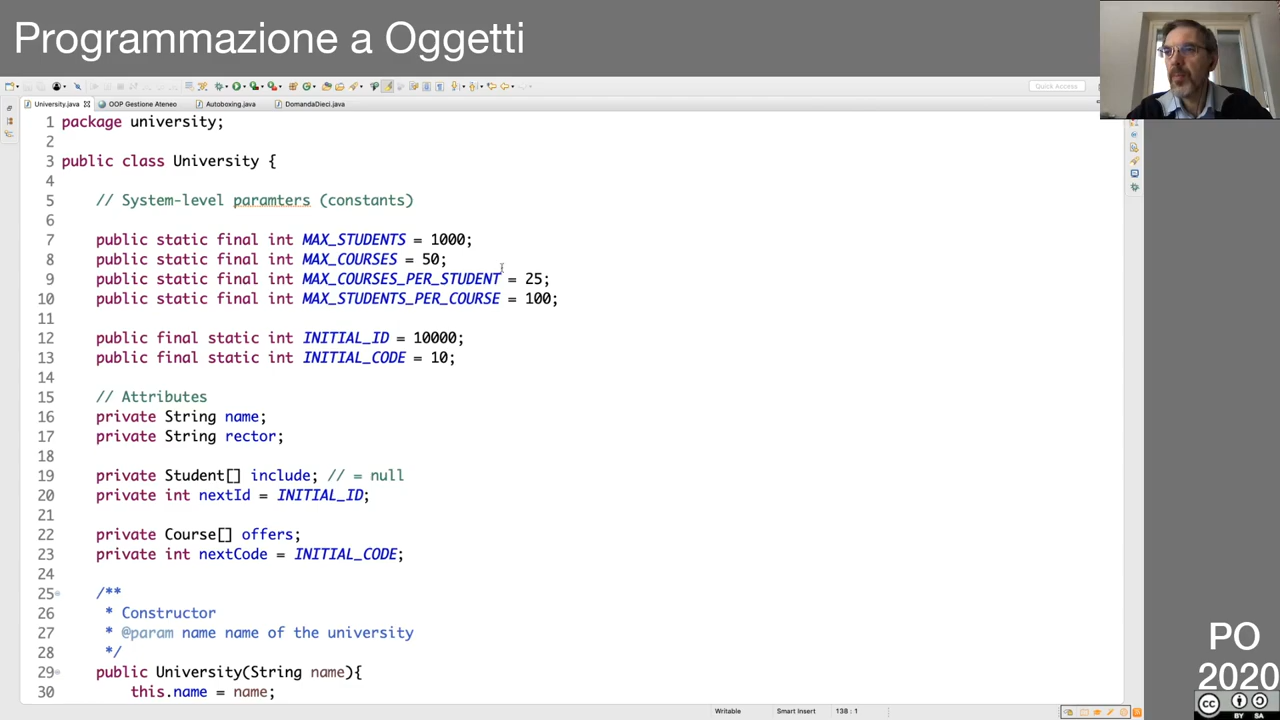 Programmazione a Oggetti
Quick Access
University.java
OOP Gestione Ateneo
Autoboxing.java
DomandaDieci.java
1 package university;
2
3 public class University {
4
5 // System-level paramters (constants)
6
7 public static final int MAX_STUDENTS = 1000;
8 public static final int MAX_COURSES = 50;
9 public static final int MAX_COURSES_PER_STUDENT = 25;
10 public static final int MAX_STUDENTS_PER_COURSE = 100;
11
12 public final static int INITIAL_ID = 10000;
13 public final static int INITIAL_CODE = 10;
14
15 // Attributes
16 private String name;
17 private String rector;
18
19 private Student[] include; // = null
20 private int nextId = INITIAL_ID;
21
22 private Course[] offers;
23 private int nextCode = INITIAL_CODE;
24
25 /**
26 * Constructor
27 * @param name name of the university
28 */
29 public University(String name){
30 this.name = name;
Writable
Smart Insert
138 : 1
PO
2020
CC BY SA